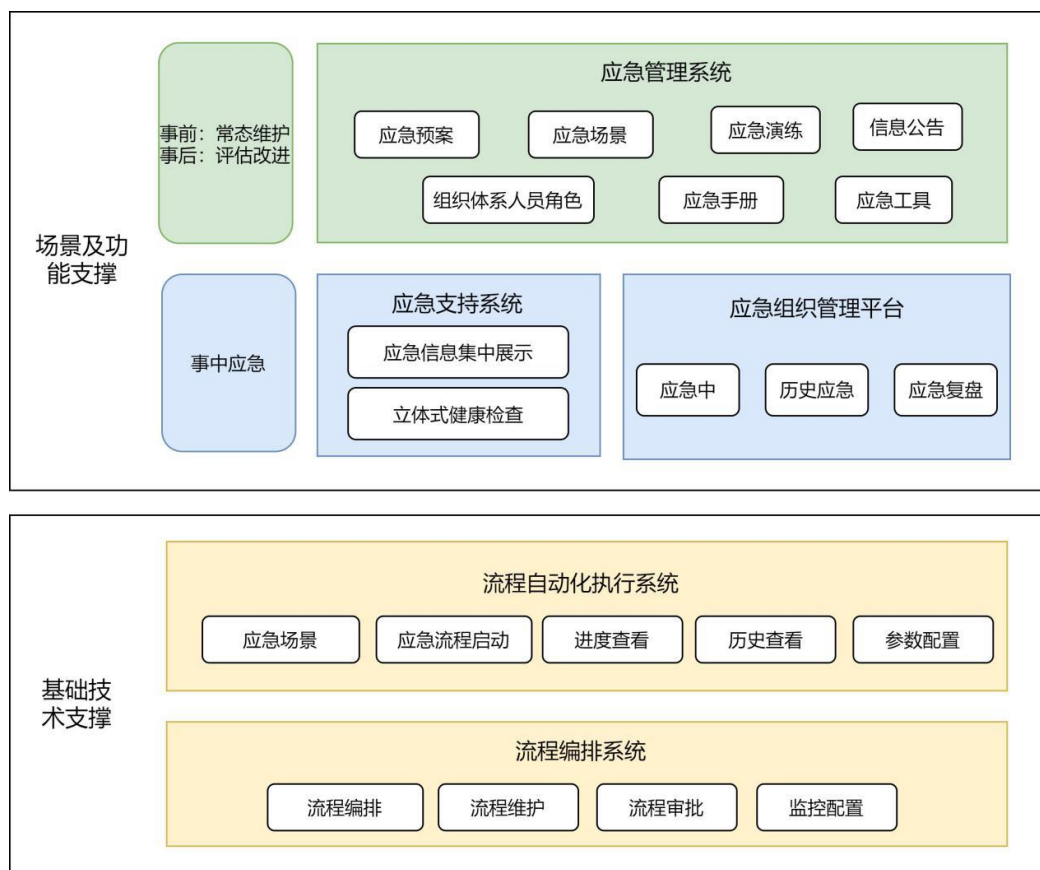 场景及功
能支撑
事前：常态维护
事后：评估改进
应急管理系统
应急预案
应急场景
应急演练
信息公告
组织体系人员角色
应急手册
应急工具
事中应急
应急支持系统
应急信息集中展示
立体式健康检查
应急组织管理平台
应急中
历史应急
应急复盘
基础技
术支撑
流程自动化执行系统
应急场景
应急流程启动
进度查看
历史查看
参数配置
流程编排系统
流程编排
流程维护
流程审批
监控配置